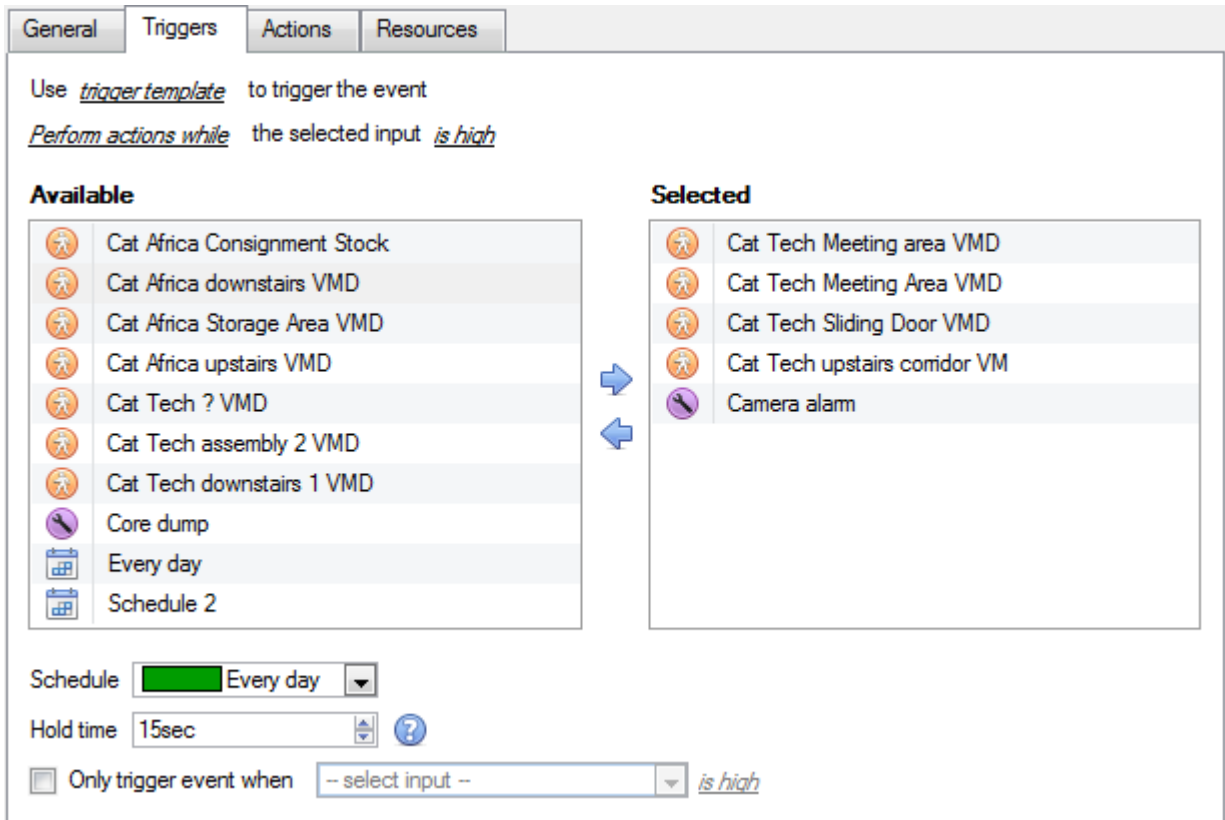 General Triggers Actions Resources
Use trigger template to trigger the event
Perform actions while the selected input is high
Available
Cat Africa Consignment Stock
Cat Africa downstairs VMD
Cat Africa Storage Area VMD
Cat Africa upstairs VMD
Cat Tech ? VMD
Cat Tech assembly 2 VMD
Cat Tech downstairs 1 VMD
Core dump
Every day
Schedule 2
Selected
Cat Tech Meeting area VMD
Cat Tech Meeting Area VMD
Cat Tech Sliding Door VMD
Cat Tech upstairs corridor VM
Camera alarm
Schedule Every day
Hold time 15sec ?
Only trigger event when -- select input -- is high